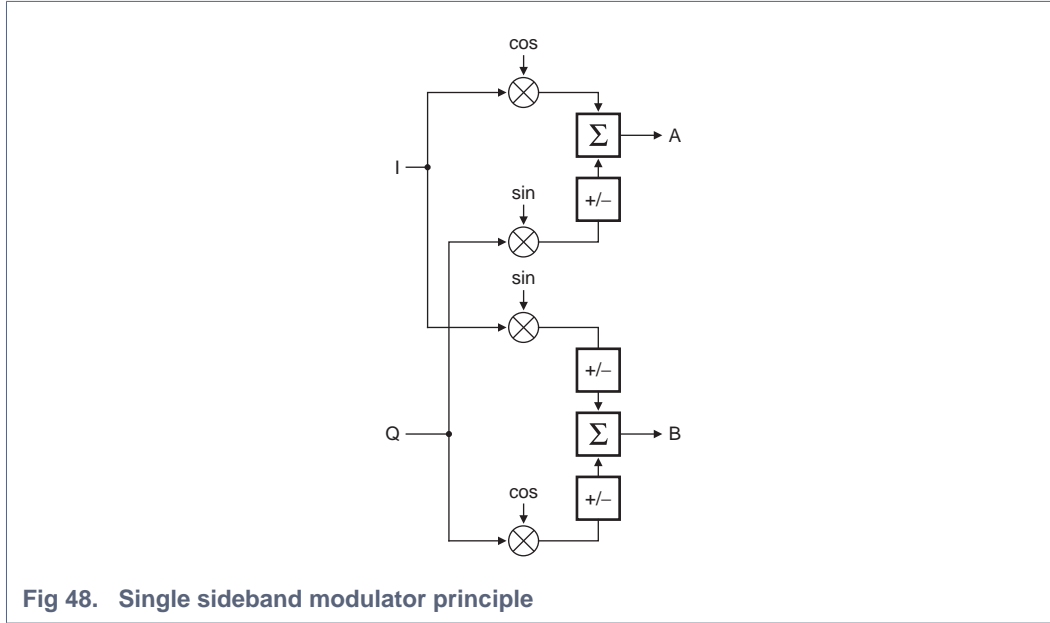 cos
Σ
A
I
+/−
sin
sin
+/−
Q
Σ
B
cos
+/−
Fig 48. Single sideband modulator principle